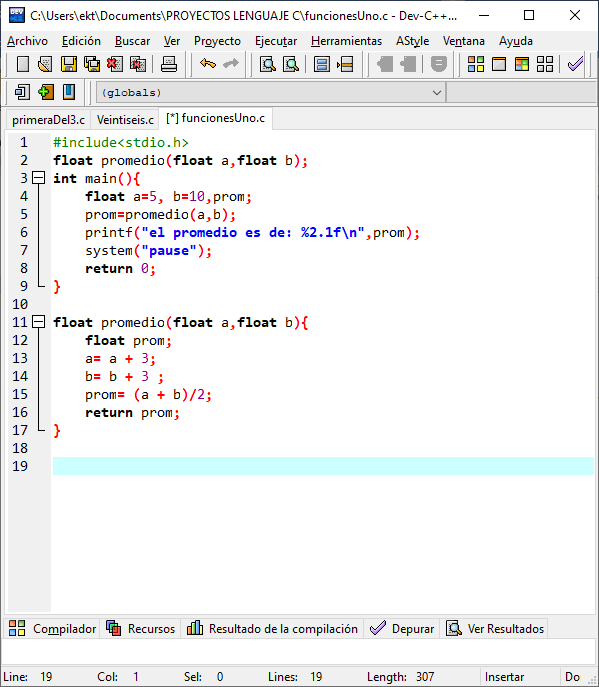 C:\Users\ekt\Documents\PROYECTOS LENGUAJE C\funcionesUno.c - Dev-C++...
Archivo Edición Buscar Ver Proyecto Ejecutar Herramientas AStyle Ventana Ayuda
(globals)
primeraDel3.c Veintiseis.c [*] funcionesUno.c
1 #include<stdio.h>
2 float promedio(float a,float b);
3 int main(){
4 float a=5, b=10,prom;
5 prom=promedio(a,b);
6 printf("el promedio es de: %2.1f\n",prom);
7 system("pause");
8 return 0;
9 }
10
11 float promedio(float a,float b){
12 float prom;
13 a= a + 3;
14 b= b + 3 ;
15 prom= (a + b)/2;
16 return prom;
17 }
18
19
Compilador Recursos Resultado de la compilación Depurar Ver Resultados
Line: 19 Col: 1 Sel: 0 Lines: 19 Length: 307 Insertar Do